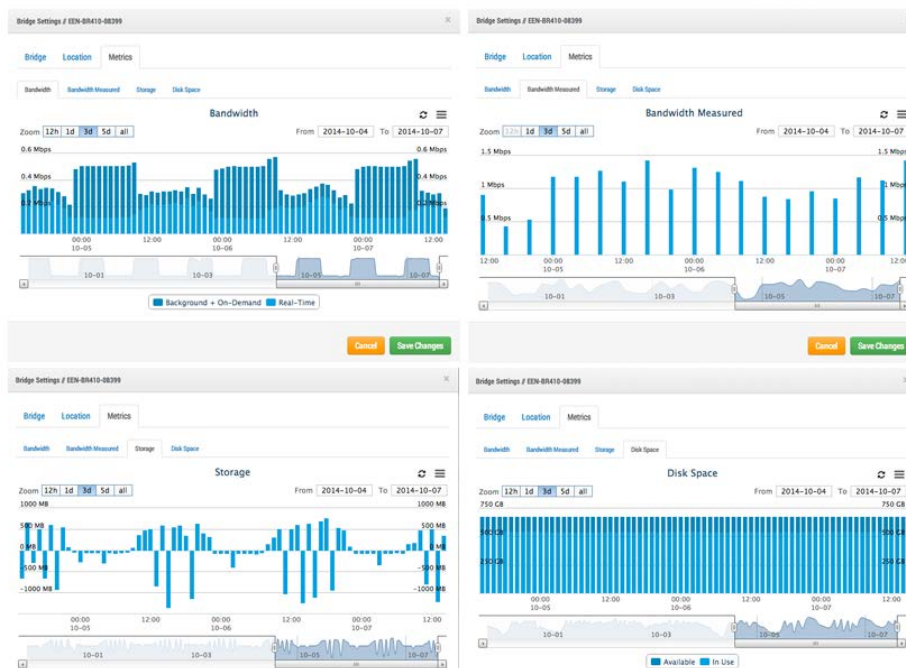 Bridge Settings // EEN-BR410-08399
Bridge Location Metrics
Bandwidth Bandwidth Measured Storage Disk Space
Bandwidth
Zoom 12h 1d 3d 5d all From 2014-10-04 To 2014-10-07
0.6 Mbps 0.6 Mbps
0.4 Mbps 0.4 Mbps
0.2 Mbps 0.2 Mbps
00:00 12:00 00:00 12:00 00:00 12:00
10-05 10-06 10-07
10-01 10-03 10-05 10-07
Background + On-Demand Real-Time
Cancel Save Changes
Bridge Settings // EEN-BR410-08399
Bridge Location Metrics
Bandwidth Bandwidth Measured Storage Disk Space
Bandwidth Measured
Zoom 12h 1d 3d 5d all From 2014-10-04 To 2014-10-07
1.5 Mbps 1.5 Mbps
1 Mbps 1 Mbps
0.5 Mbps 0.5 Mbps
12:00 00:00 12:00 00:00 12:00 00:00 12:00
10-05 10-06 10-07
10-01 10-03 10-05 10-07
Cancel Save Changes
Bridge Settings // EEN-BR410-08399
Bridge Location Metrics
Bandwidth Bandwidth Measured Storage Disk Space
Storage
Zoom 12h 1d 3d 5d all From 2014-10-04 To 2014-10-07
1000 MB 1000 MB
500 MB 500 MB
0 MB 0 MB
-500 MB -500 MB
-1000 MB -1000 MB
00:00 12:00 00:00 12:00 00:00 12:00
10-05 10-06 10-07
10-01 10-03 10-05 10-07
Bridge Settings // EEN-BR410-08399
Bridge Location Metrics
Bandwidth Bandwidth Measured Storage Disk Space
Disk Space
Zoom 12h 1d 3d 5d all From 2014-10-04 To 2014-10-07
750 GB 750 GB
500 GB 500 GB
250 GB 250 GB
00:00 12:00 00:00 12:00 00:00 12:00
10-05 10-06 10-07
10-01 10-03 10-05 10-07
Available In Use